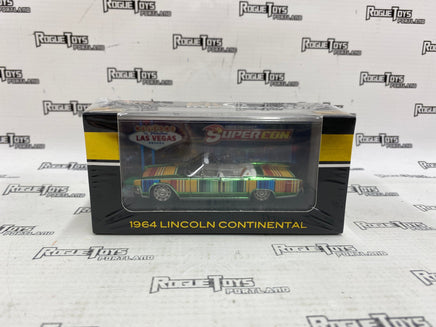 ROGUE TOYS
PORTLAND
LAS VEGAS
SUPERCON
1964 LINCOLN CONTINENTAL